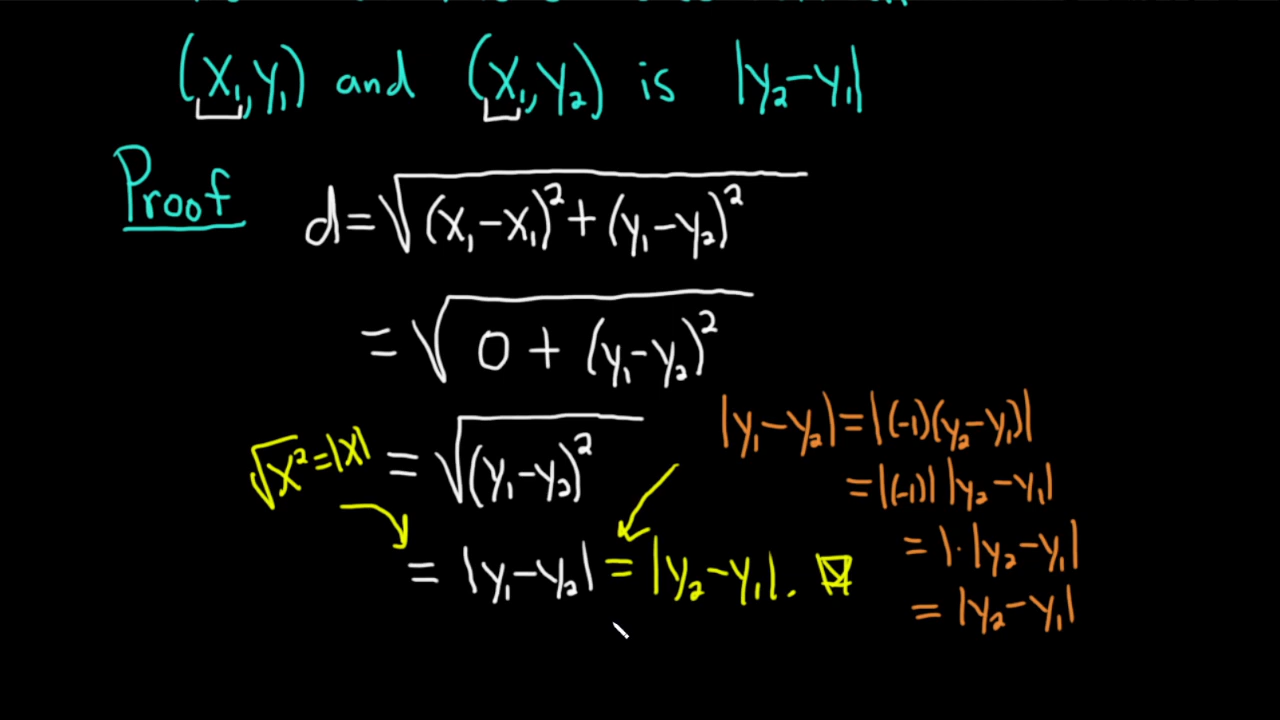 (x₁,y₁) and (x₁,y₂) is |y₂-y₁|
Proof
d=√((x₁-x₁)²+(y₁-y₂)²)
=√(0+(y₁-y₂)²)
√x²=|x|
=√((y₁-y₂)²)
=|y₁-y₂|=|y₂-y₁|.
|y₁-y₂|=|(-1)(y₂-y₁)|
=|(-1)| |y₂-y₁|
=1·|y₂-y₁|
=|y₂-y₁|